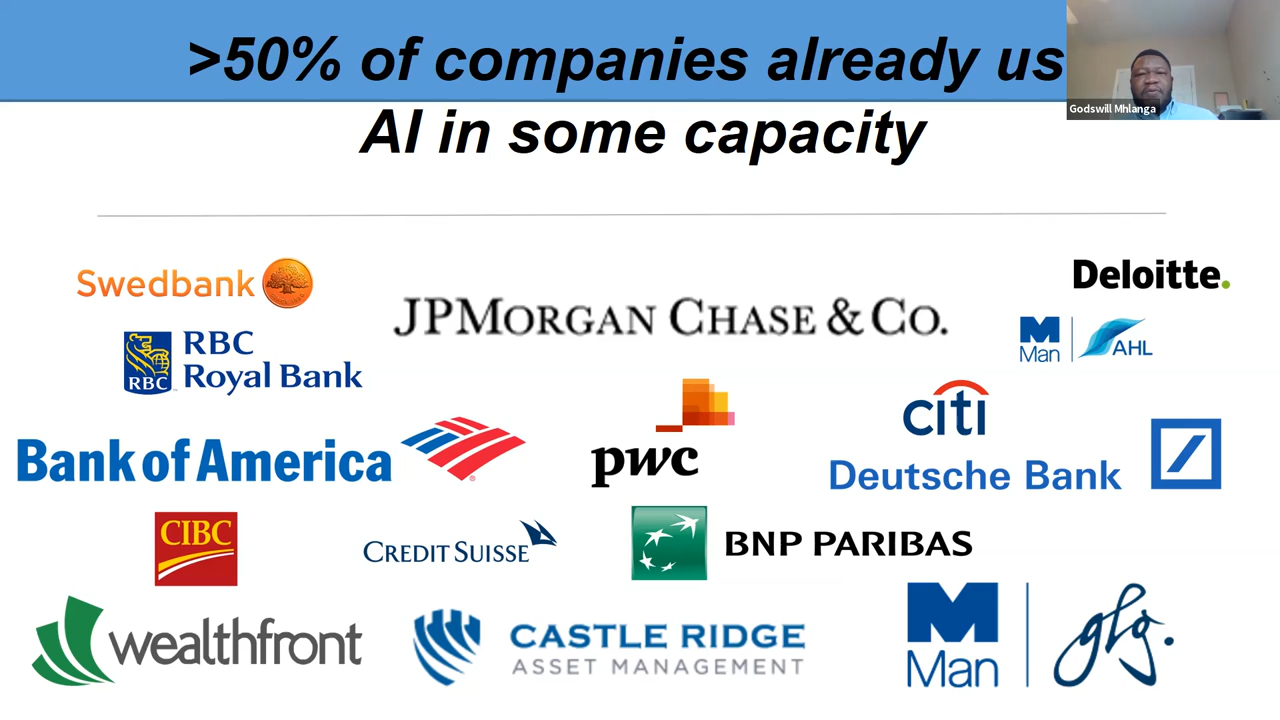 >50% of companies already us
Godswill Mhlanga
AI in some capacity
Swedbank
Deloitte.
JPMORGAN CHASE & CO.
Man | AHL
RBC
Royal Bank
RBC
citi
pwc
Bank of America
Deutsche Bank
CIBC
CREDIT SUISSE
BNP PARIBAS
wealthfront
CASTLE RIDGE
ASSET MANAGEMENT
M
Man | glg.